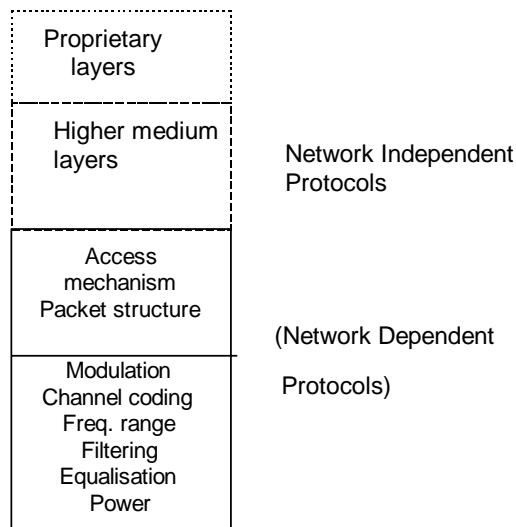 Proprietary
layers
Higher medium
layers
Network Independent
Protocols
Access
mechanism
Packet structure
(Network Dependent
Protocols)
Modulation
Channel coding
Freq. range
Filtering
Equalisation
Power